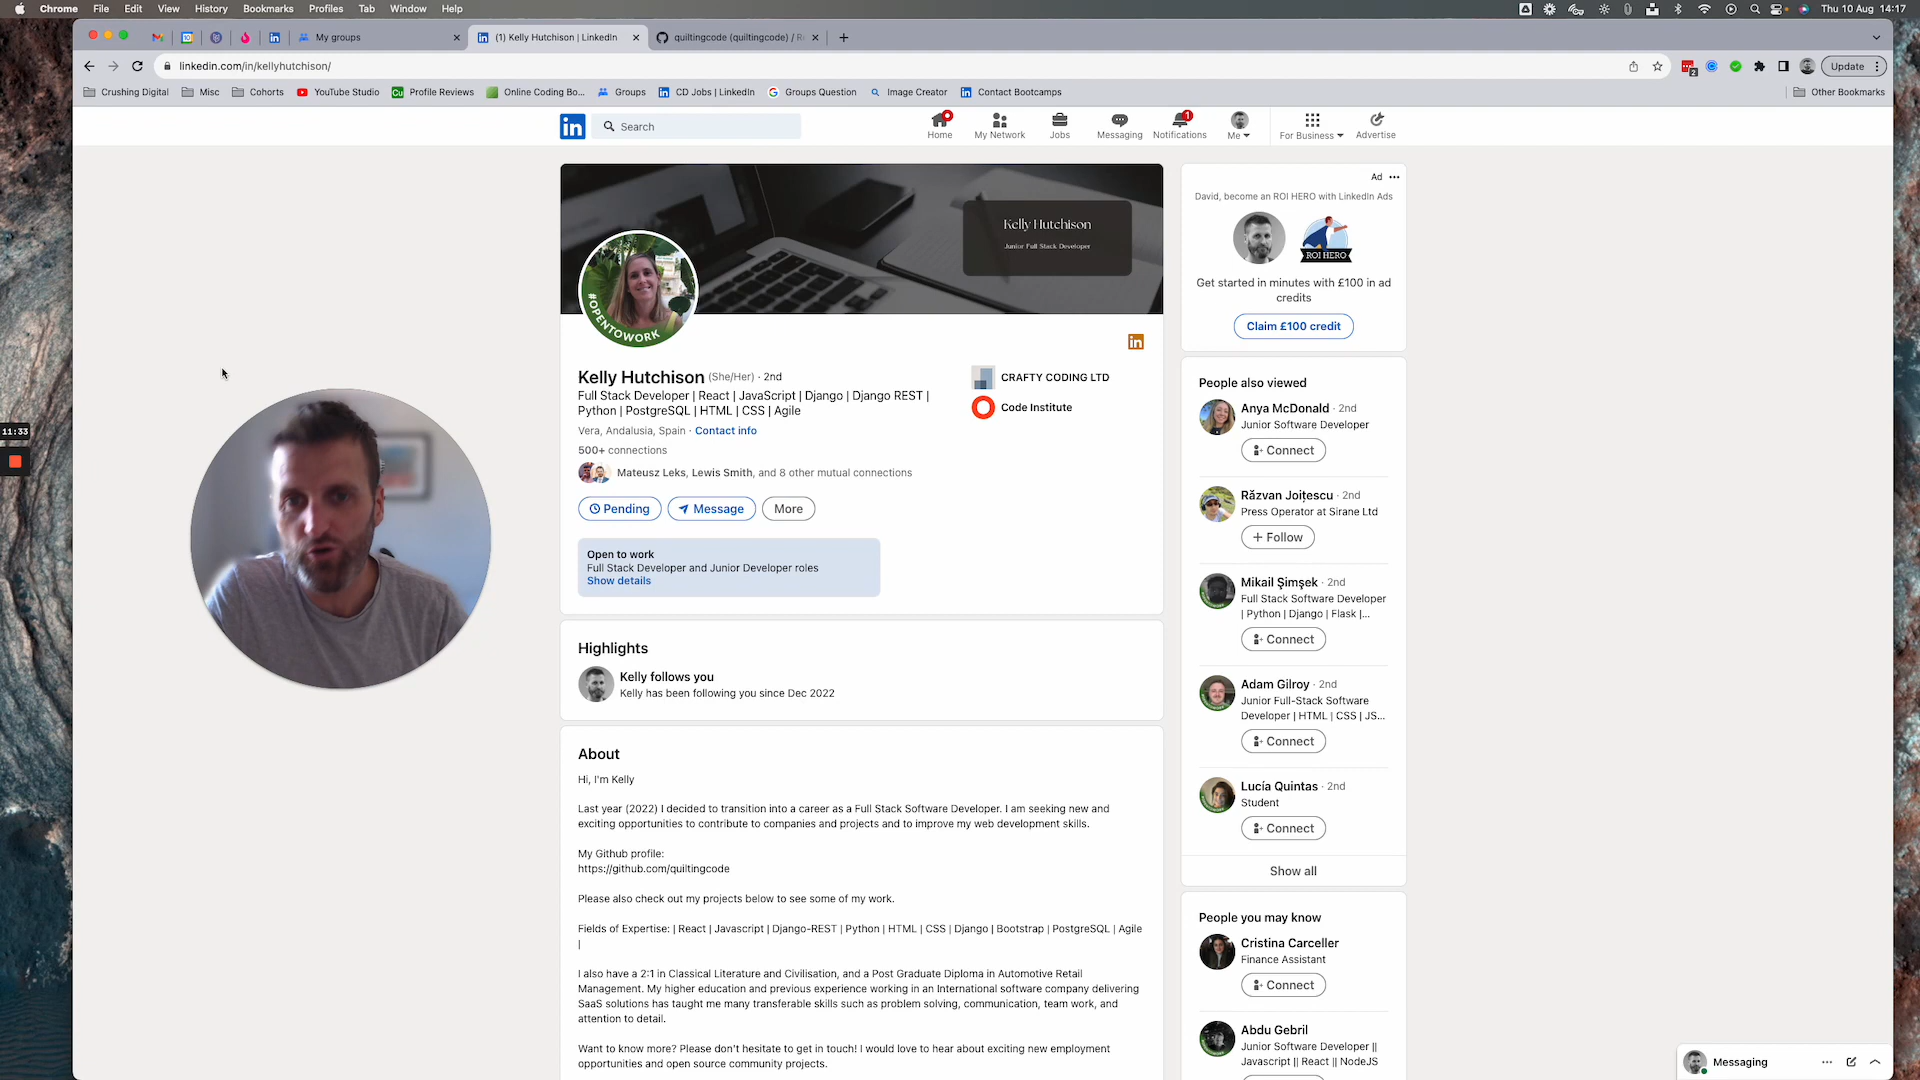 Chrome File Edit View History Bookmarks Profiles Tab Window Help
Thu 10 Aug 14:17
My groups
(1) Kelly Hutchison | LinkedIn
quiltingcode (quiltingcode) / R
linkedin.com/in/kellyhutchison/
Update
Crushing Digital Misc Cohorts YouTube Studio Profile Reviews Online Coding Bo... Groups CD Jobs | LinkedIn Groups Question Image Creator Contact Bootcamps Other Bookmarks
Search
Home My Network Jobs Messaging Notifications Me For Business Advertise
1
Kelly Hutchison
Junior Full Stack Developer
#OPENTOWORK
Kelly Hutchison (She/Her) · 2nd
Full Stack Developer | React | JavaScript | Django | Django REST |
Python | PostgreSQL | HTML | CSS | Agile
Vera, Andalusia, Spain · Contact info
500+ connections
Mateusz Leks, Lewis Smith, and 8 other mutual connections
CRAFTY CODING LTD
Code Institute
Pending Message More
Open to work
Full Stack Developer and Junior Developer roles
Show details
11:33
Highlights
Kelly follows you
Kelly has been following you since Dec 2022
About
Hi, I'm Kelly
Last year (2022) I decided to transition into a career as a Full Stack Software Developer. I am seeking new and
exciting opportunities to contribute to companies and projects and to improve my web development skills.
My Github profile:
https://github.com/quiltingcode
Please also check out my projects below to see some of my work.
Fields of Expertise: | React | Javascript | Django-REST | Python | HTML | CSS | Django | Bootstrap | PostgreSQL | Agile
|
I also have a 2:1 in Classical Literature and Civilisation, and a Post Graduate Diploma in Automotive Retail
Management. My higher education and previous experience working in an International software company delivering
SaaS solutions has taught me many transferable skills such as problem solving, communication, team work, and
attention to detail.
Want to know more? Please don't hesitate to get in touch! I would love to hear about exciting new employment
opportunities and open source community projects.
Ad
David, become an ROI HERO with LinkedIn Ads
ROI HERO
Get started in minutes with £100 in ad
credits
Claim £100 credit
People also viewed
Anya McDonald · 2nd
Junior Software Developer
Connect
Răzvan Joițescu · 2nd
Press Operator at Sirane Ltd
+ Follow
Mikail Şimşek · 2nd
Full Stack Software Developer
| Python | Django | Flask |...
Connect
Adam Gilroy · 2nd
Junior Full-Stack Software
Developer | HTML | CSS | JS...
Connect
Lucía Quintas · 2nd
Student
Connect
Show all
People you may know
Cristina Carceller
Finance Assistant
Connect
Abdu Gebril
Junior Software Developer ||
Javascript || React || NodeJS
Messaging